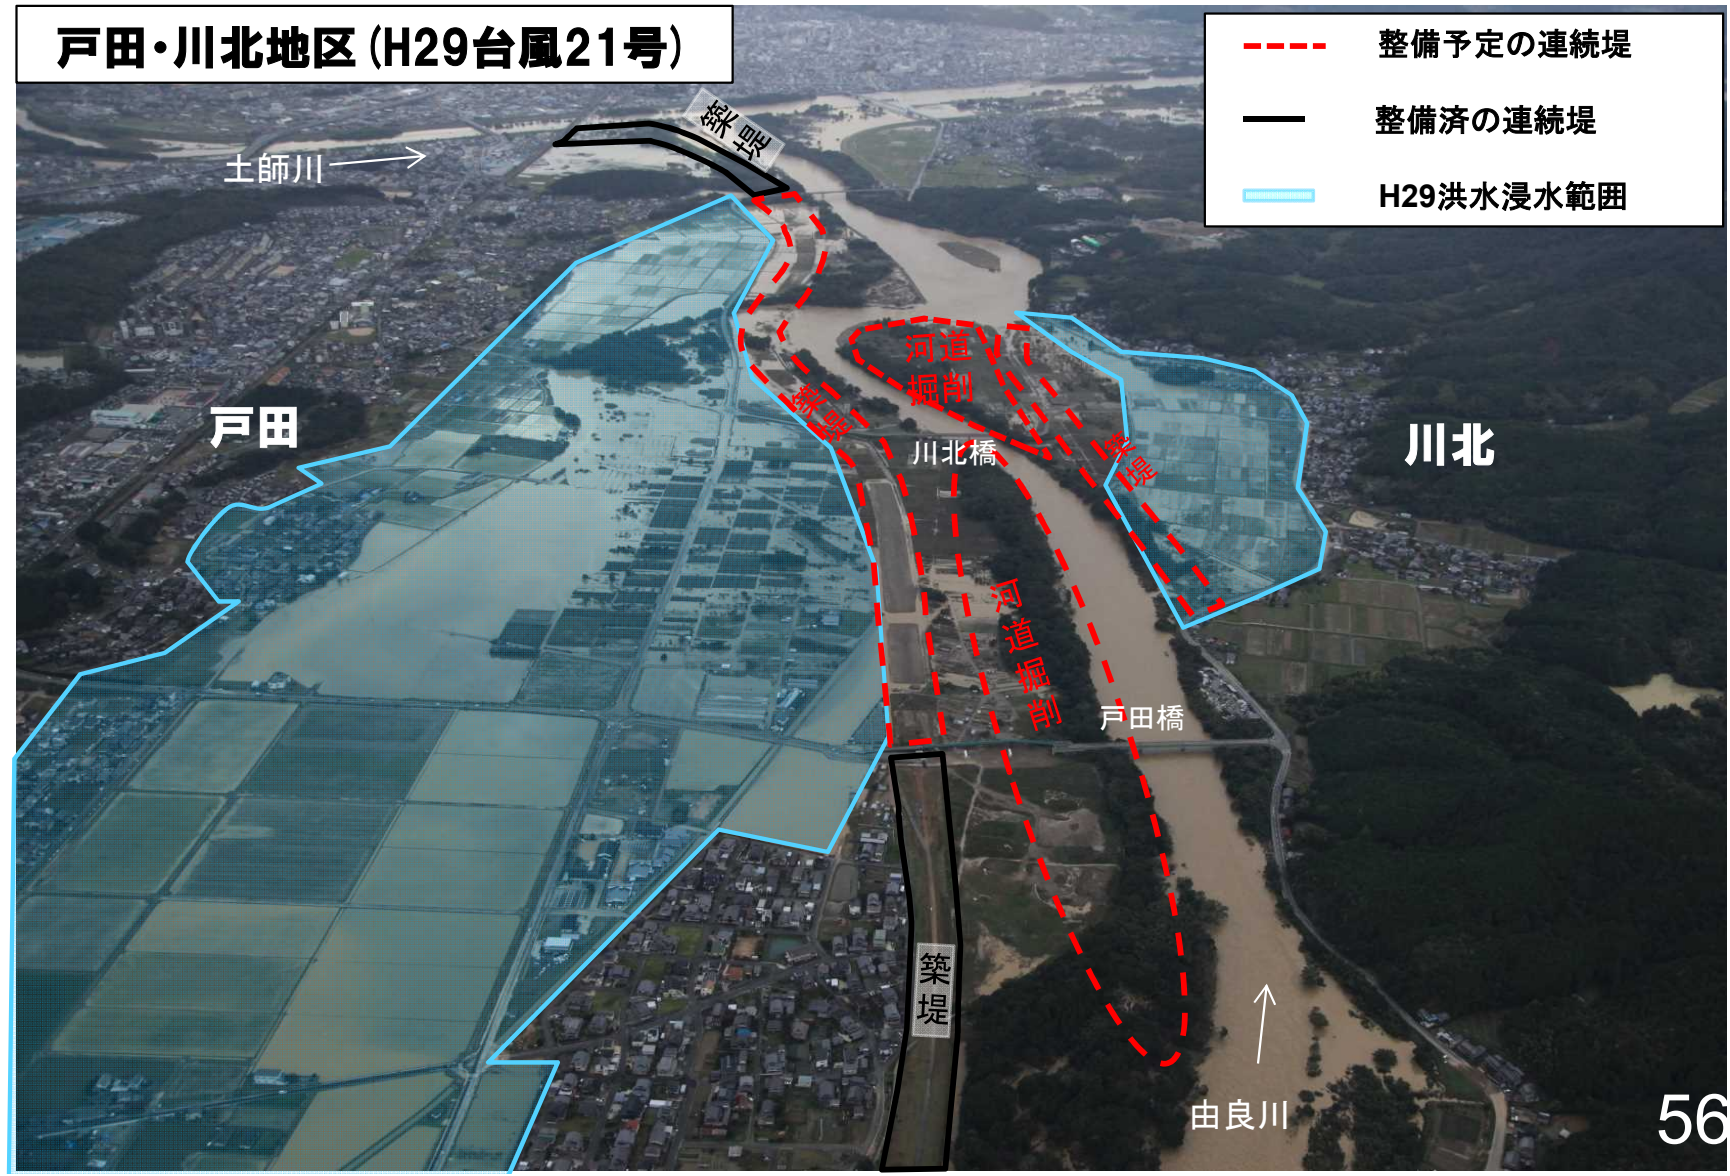 戸田・川北地区(H29台風21号)
整備予定の連続堤
整備済の連続堤
H29洪水浸水範囲
築堤
土師川
河道
掘削
築堤
戸田
川北橋
川北
築堤
河道掘削
戸田橋
築堤
由良川
56